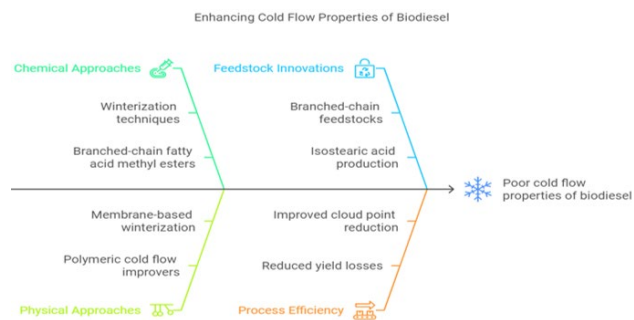 Enhancing Cold Flow Properties of Biodiesel
Chemical Approaches
Winterization
techniques
Branched-chain fatty
acid methyl esters
Feedstock Innovations
Branched-chain
feedstocks
Isostearic acid
production
Poor cold flow
properties of biodiesel
Membrane-based
winterization
Polymeric cold flow
improvers
Physical Approaches
Improved cloud point
reduction
Reduced yield losses
Process Efficiency